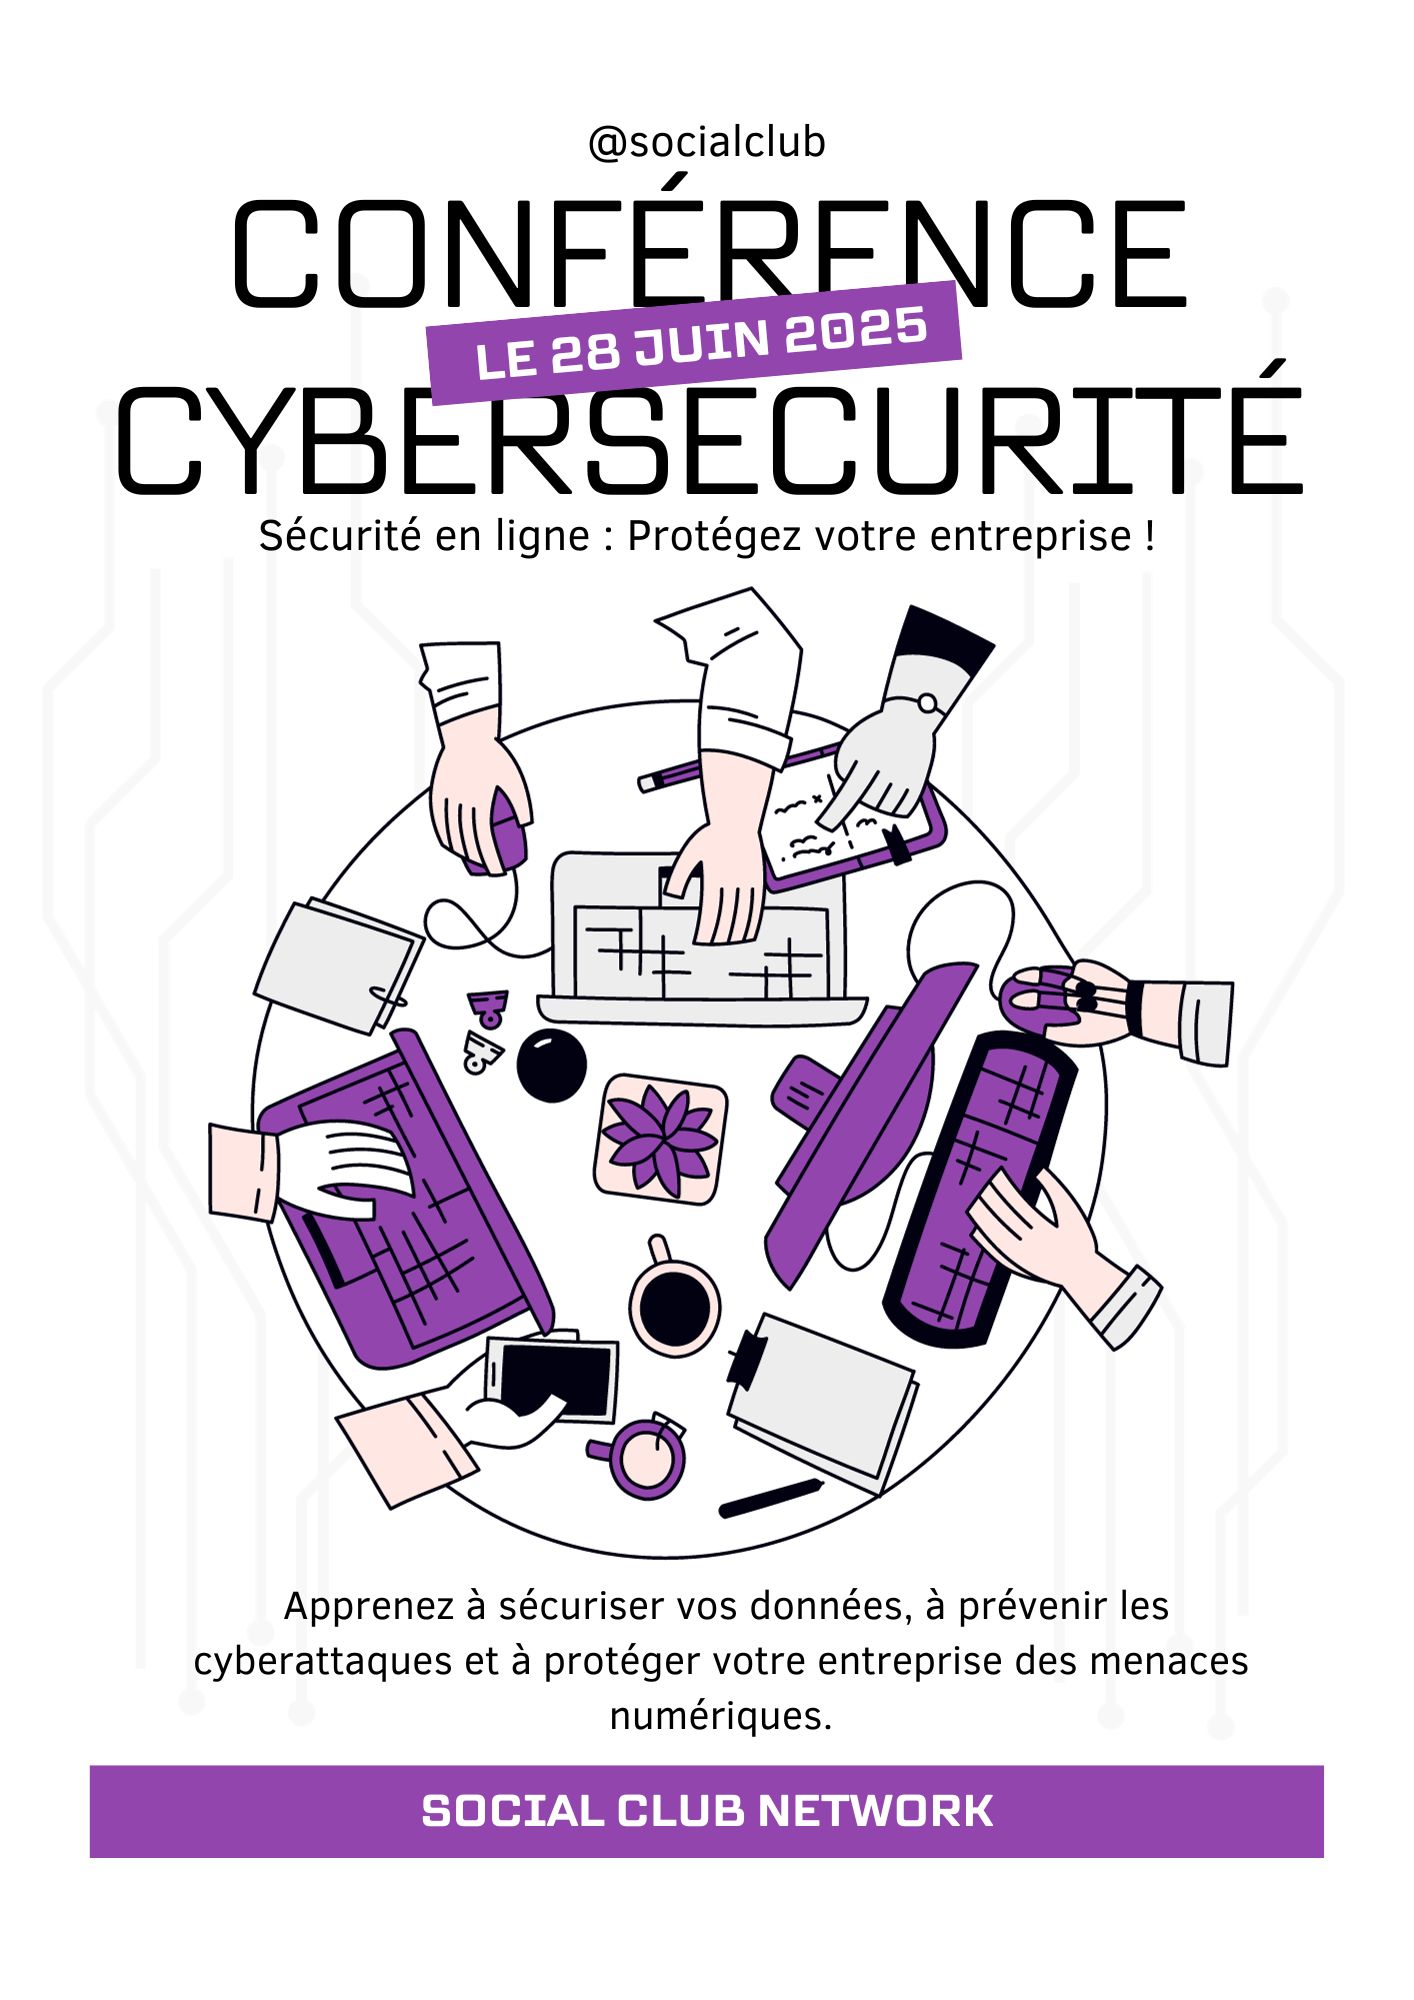 @socialclub
CONFÉRENCE
LE 28 JUIN 2025
CYBERSECURITÉ
Sécurité en ligne : Protégez votre entreprise !
Apprenez à sécuriser vos données, à prévenir les
cyberattaques et à protéger votre entreprise des menaces
numériques.
SOCIAL CLUB NETWORK